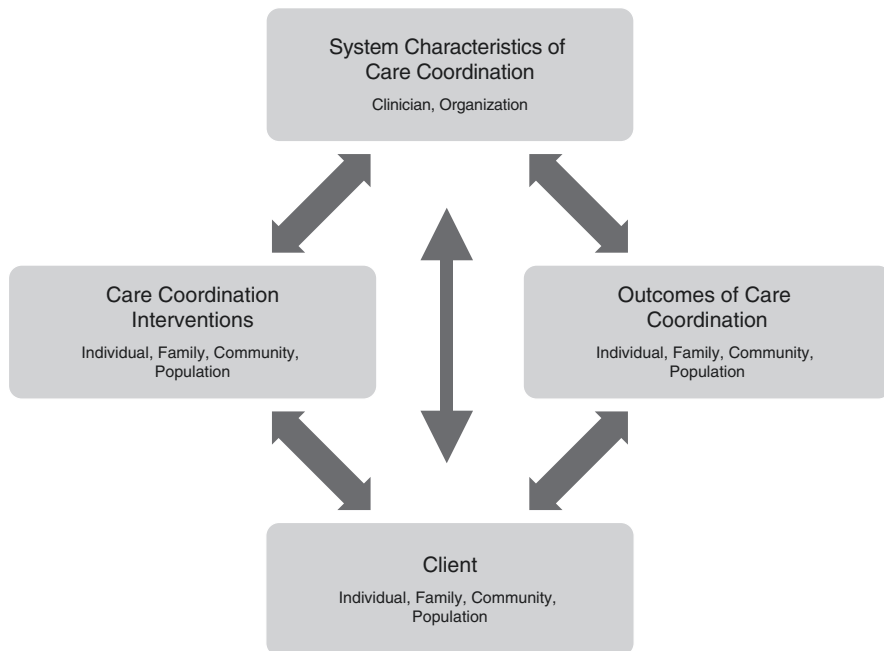 System Characteristics of
Care Coordination
Clinician, Organization
Care Coordination
Interventions
Individual, Family, Community,
Population
Outcomes of Care
Coordination
Individual, Family, Community,
Population
Client
Individual, Family, Community,
Population